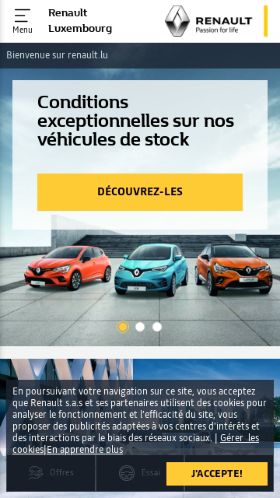 Menu
Renault
Luxembourg
RENAULT
Passion for life
Bienvenue sur renault.lu
Conditions
exceptionnelles sur nos
véhicules de stock
DÉCOUVREZ-LES
En poursuivant votre navigation sur ce site, vous acceptez
que Renault s.a.s et ses partenaires utilisent des cookies pour
analyser le fonctionnement et l'efficacité du site, vous
proposer des publicités adaptées à vos centres d'intérêts et
des interactions par le biais des réseaux sociaux. | Gérer les
cookies|En apprendre plus
Offres
Essai
J'ACCEPTE!